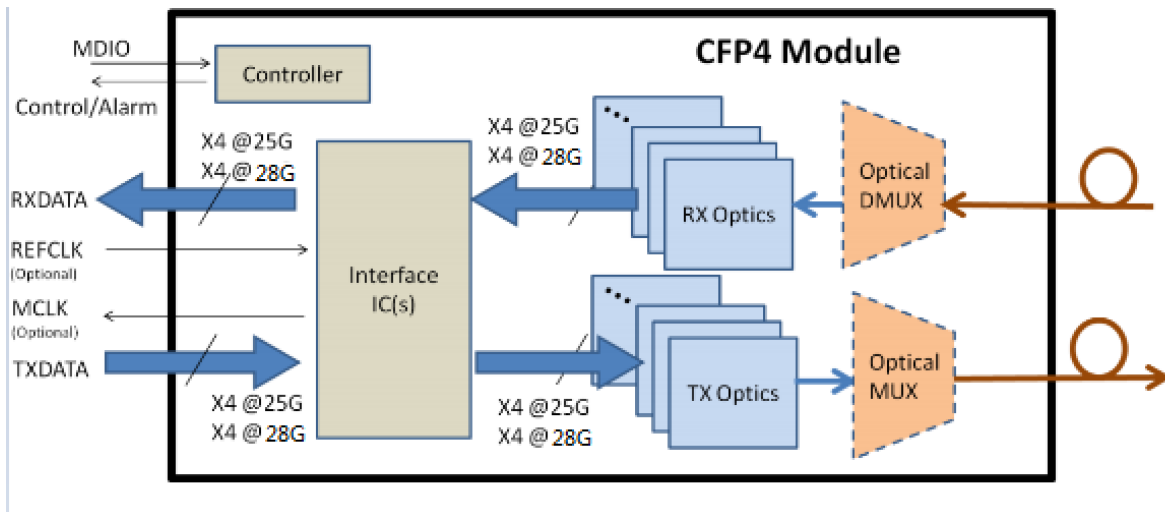 CFP4 Module
MDIO
Controller
Control/Alarm
X4 @25G
X4 @ 28G
X4 @25G
X4 @ 28G
RXDATA
REFCLK
(Optional)
MCLK
(Optional)
TXDATA
Interface
IC(s)
RX Optics
Optical
DMUX
TX Optics
Optical
MUX
X4 @25G
X4 @ 28G
X4 @25G
X4 @ 28G